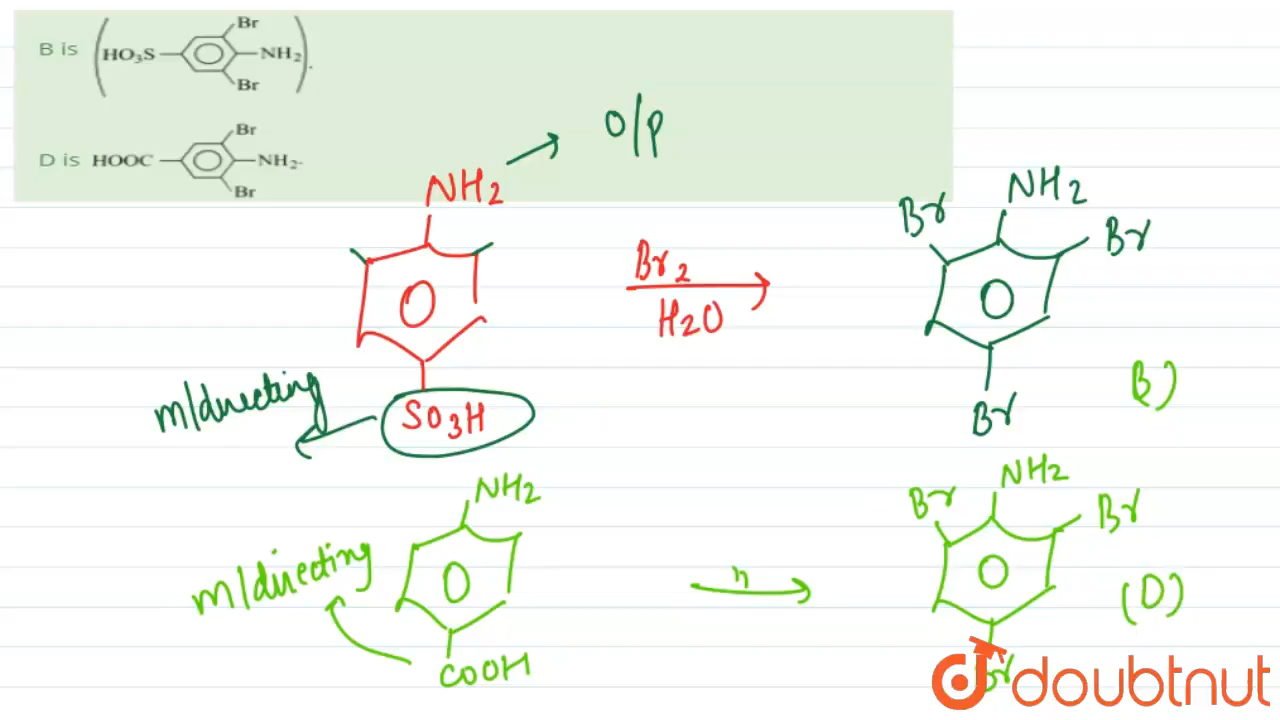 B is (HO3S Br NH2 Br).
D is HOOC Br NH2. Br
O/P
NH2
Br2
H2O
SO3H
m/directing
Br NH2 Br
Br
(B)
NH2
m/directing
COOH
"
Br NH2 Br
Br
(D)
doubtnut